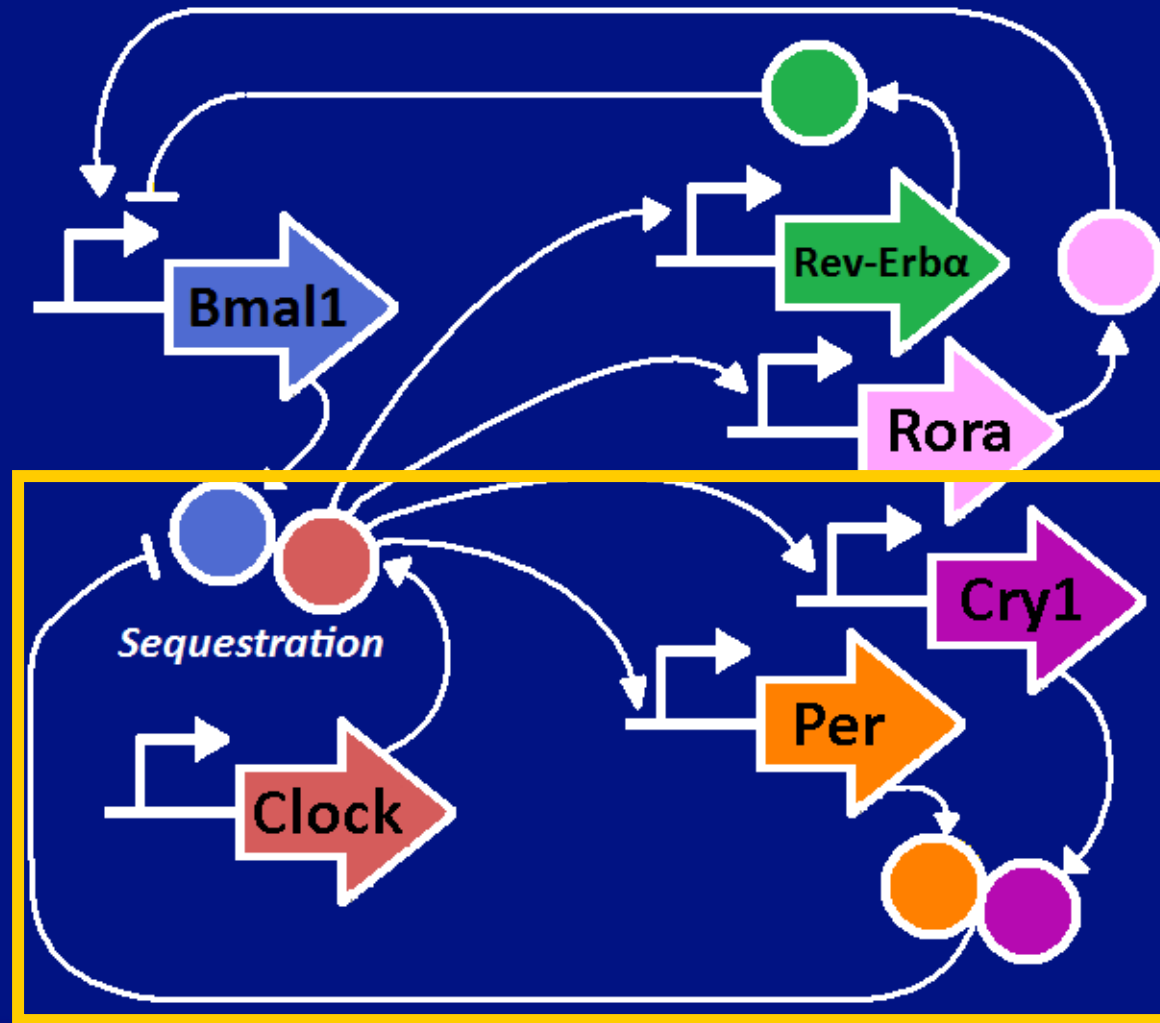 Rev-Erbα
Bmal1
Rora
Cry1
Sequestration
Per
Clock